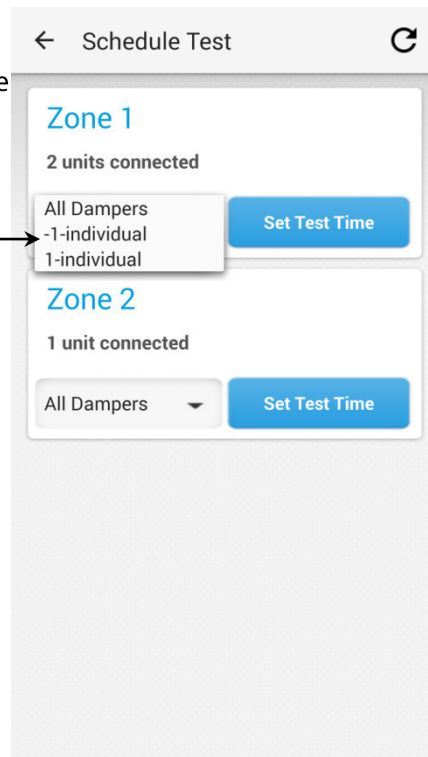 Schedule Test
e
Zone 1
2 units connected
All Dampers
-1-individual
1-individual
Set Test Time
Zone 2
1 unit connected
All Dampers
Set Test Time